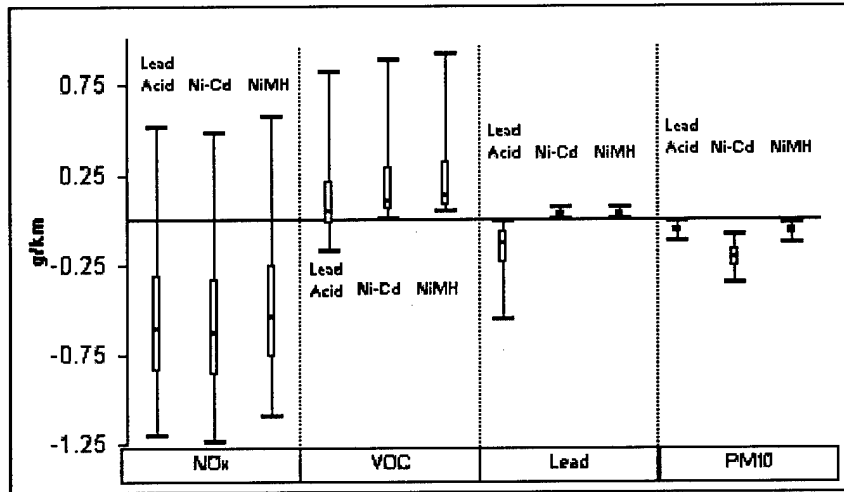 g/km
0.75
0.25
-0.25
-0.75
-1.25
Lead
Acid Ni-Cd NiMH
Lead
Acid Ni-Cd NiMH
Lead
Acid Ni-Cd NiMH
Lead
Acid Ni-Cd NiMH
NOx VOC Lead PM10